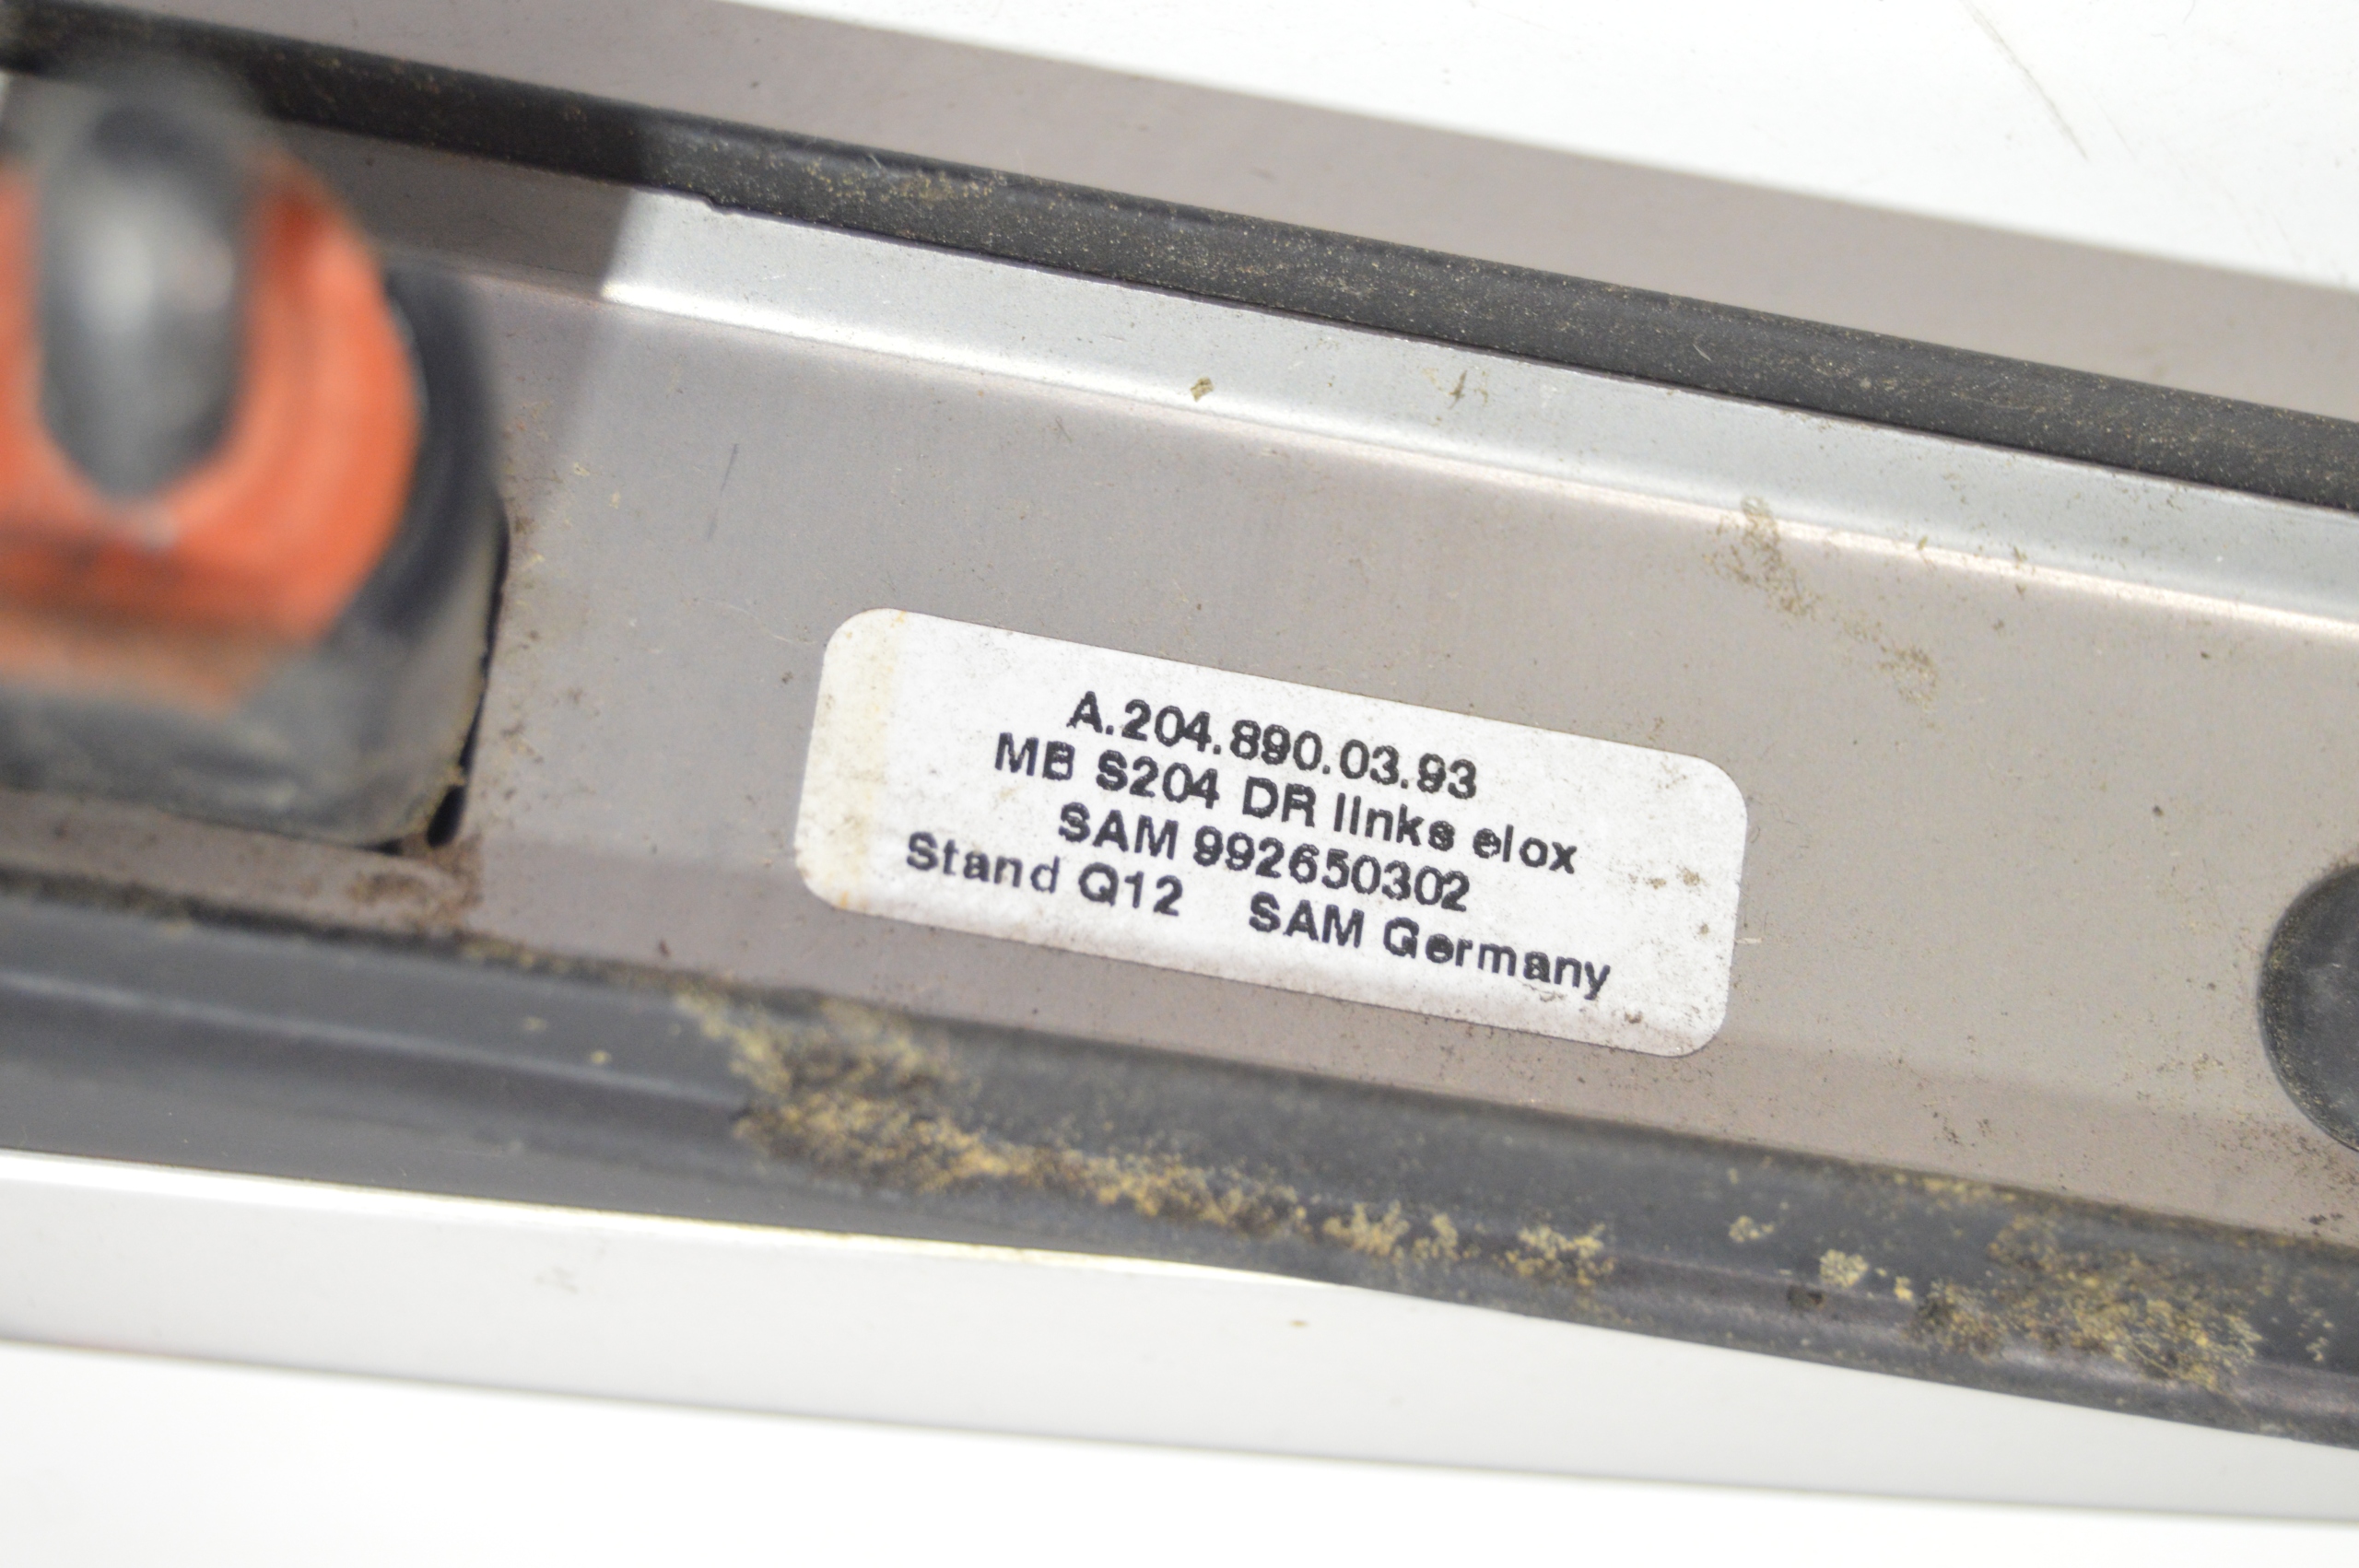 A.204.890.03.93
MB S204 DR links elox
SAM 992650302
Stand Q12 SAM Germany